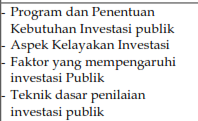 - Program dan Penentuan
Kebutuhan Investasi publik
- Aspek Kelayakan Investasi
- Faktor yang mempengaruhi
investasi Publik
- Teknik dasar penilaian
investasi publik